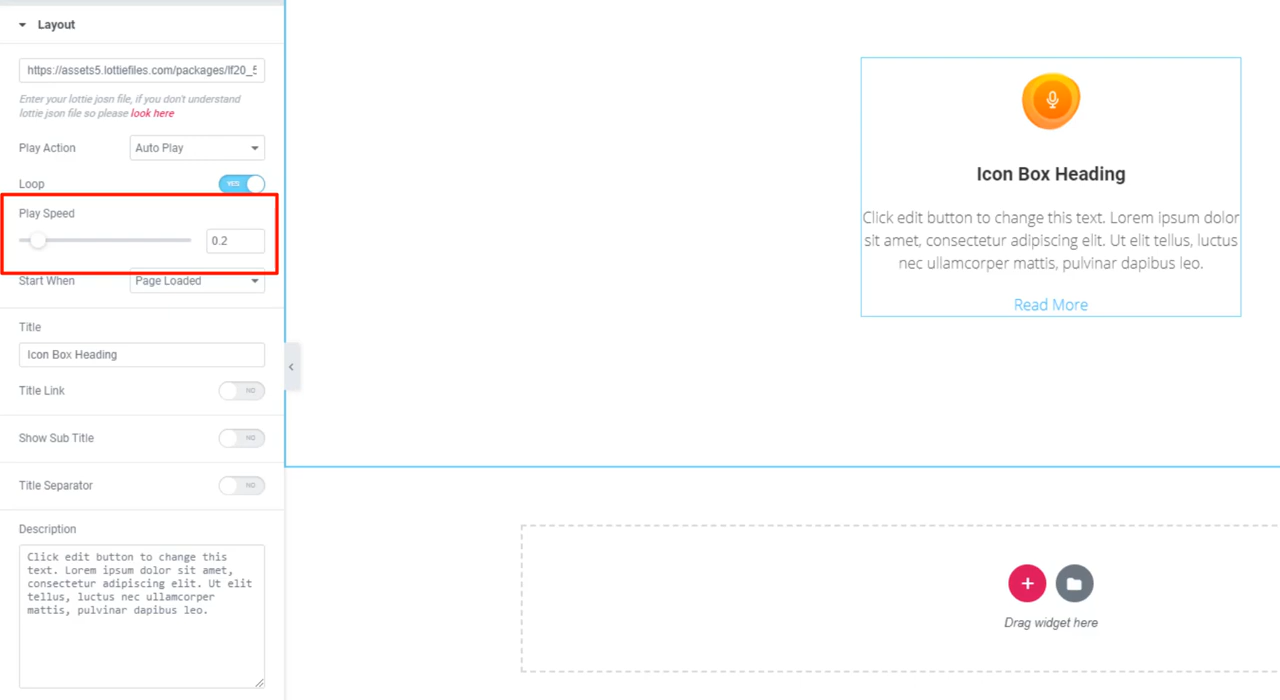 Layout
https://assets5.lottiefiles.com/packages/lf20_5
Enter your lottie josn file, if you don't understand
lottie json file so please look here
Play Action
Auto Play
Loop
YES
Play Speed
0.2
Start When
Page Loaded
Title
Icon Box Heading
Title Link
NO
Show Sub Title
NO
Title Separator
NO
Description
Click edit button to change this
text. Lorem ipsum dolor sit amet,
consectetur adipiscing elit. Ut elit
tellus, luctus nec ullamcorper
mattis, pulvinar dapibus leo.
Icon Box Heading
Click edit button to change this text. Lorem ipsum dolor
sit amet, consectetur adipiscing elit. Ut elit tellus, luctus
nec ullamcorper mattis, pulvinar dapibus leo.
Read More
Drag widget here